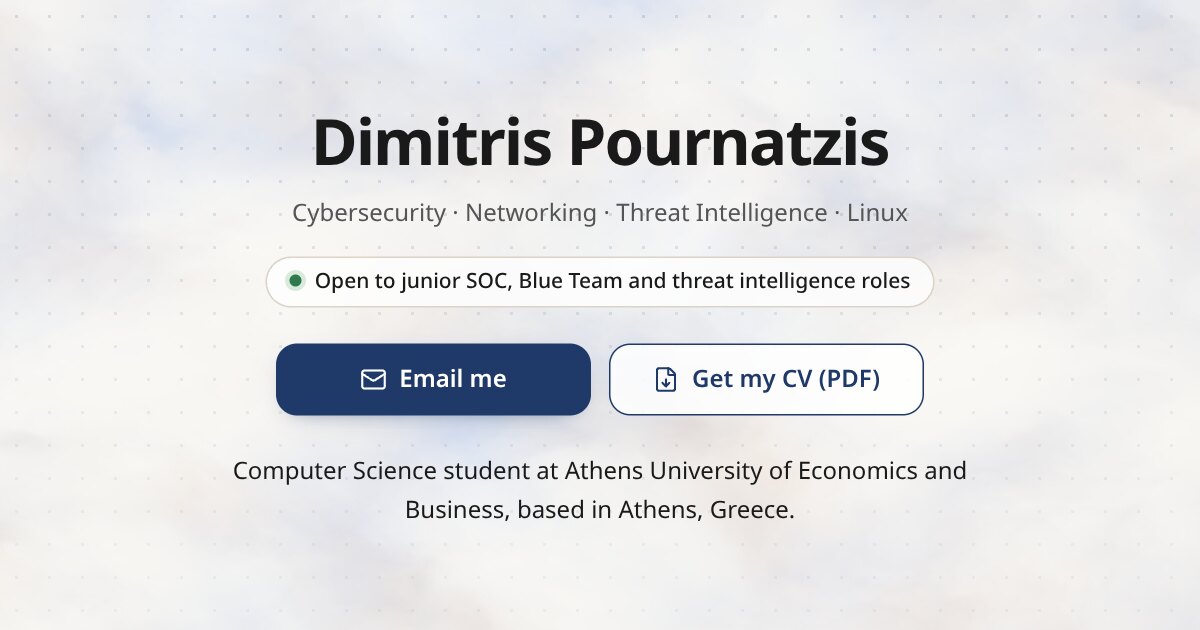 Dimitris Pournatzis
Cybersecurity · Networking · Threat Intelligence · Linux
Open to junior SOC, Blue Team and threat intelligence roles
Email me
Get my CV (PDF)
Computer Science student at Athens University of Economics and
Business, based in Athens, Greece.